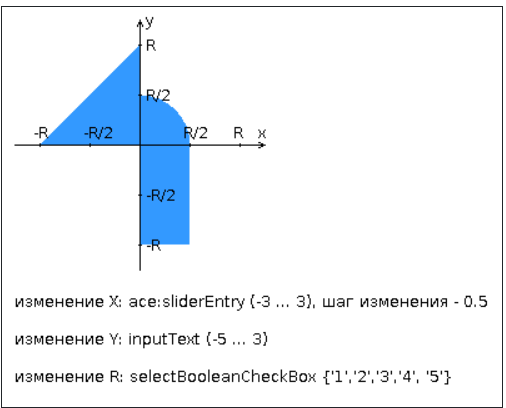 y
R
R/2
-R
-R/2
R/2
R
x
-R/2
-R
изменение X: ace:sliderEntry (-3 ... 3), шаг изменения - 0.5
изменение Y: inputText (-5 ... 3)
изменение R: selectBooleanCheckBox {'1','2','3','4', '5'}